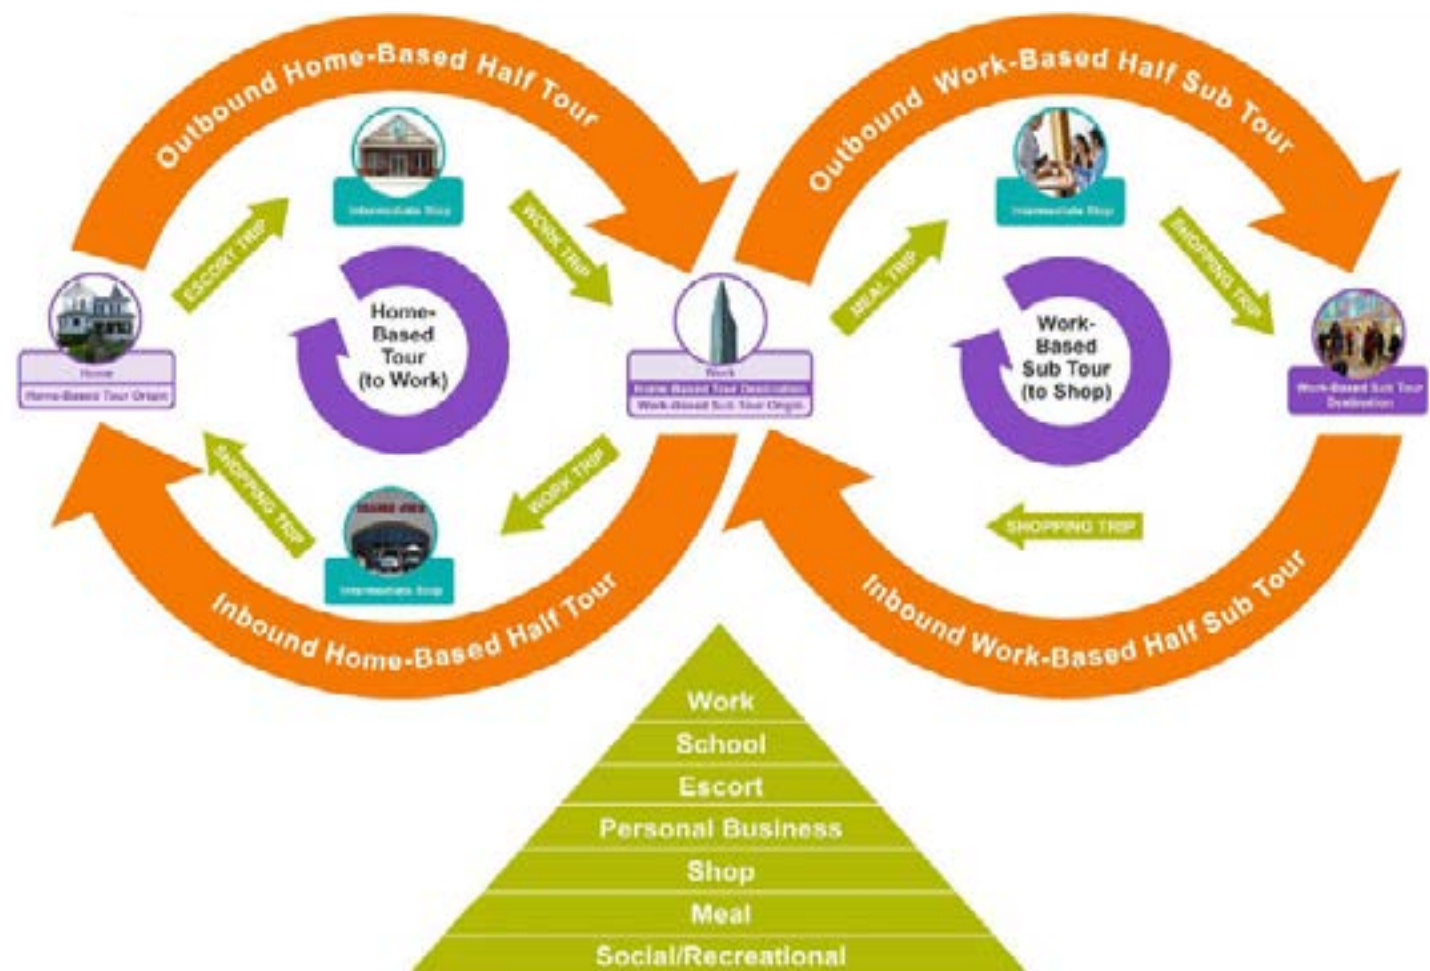 Outbound Home-Based Half Tour
Outbound Work-Based Half Sub Tour
Intermediate Stop
Intermediate Stop
ESCORT TRIP
WORK TRIP
MEAL TRIP
SHOPPING TRIP
Home-
Based
Tour
(to Work)
Work-
Based
Sub Tour
(to Shop)
Home
Home-Based Tour Origin
Work
Home-Based Tour Destination
Work-Based Sub Tour Origin
Work-Based Sub Tour
Destination
SHOPPING TRIP
WORK TRIP
SHOPPING TRIP
Intermediate Stop
Inbound Home-Based Half Tour
Inbound Work-Based Half Sub Tour
Work
School
Escort
Personal Business
Shop
Meal
Social/Recreational